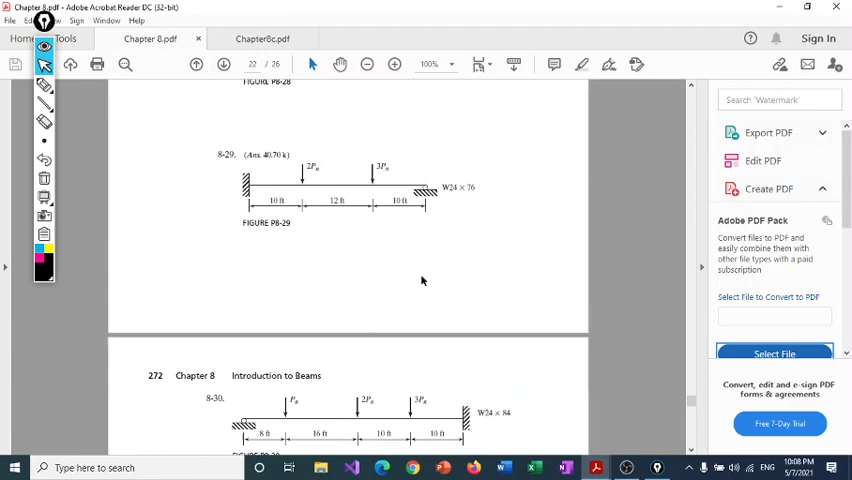 Chapter 8.pdf - Adobe Acrobat Reader DC (32-bit)
File Sign Window Help
Home Tools Chapter 8.pdf × Chapter8c.pdf Sign In
22 / 26 100%
FIGURE P8-28
8-29. (Ans. 40.70 k)
2Pn 3Pn
W24 × 76
10 ft 12 ft 10 ft
FIGURE P8-29
272 Chapter 8 Introduction to Beams
8-30.
Pn 2Pn 3Pn
W24 × 84
8 ft 16 ft 10 ft 10 ft
Search 'Watermark'
Export PDF
Edit PDF
Create PDF
Adobe PDF Pack
Convert files to PDF and
easily combine them with
other file types with a paid
subscription
Select File to Convert to PDF
Select File
Convert, edit and e-sign PDF
forms & agreements
Free 7-Day Trial
Type here to search
ENG
10:08 PM
5/7/2021